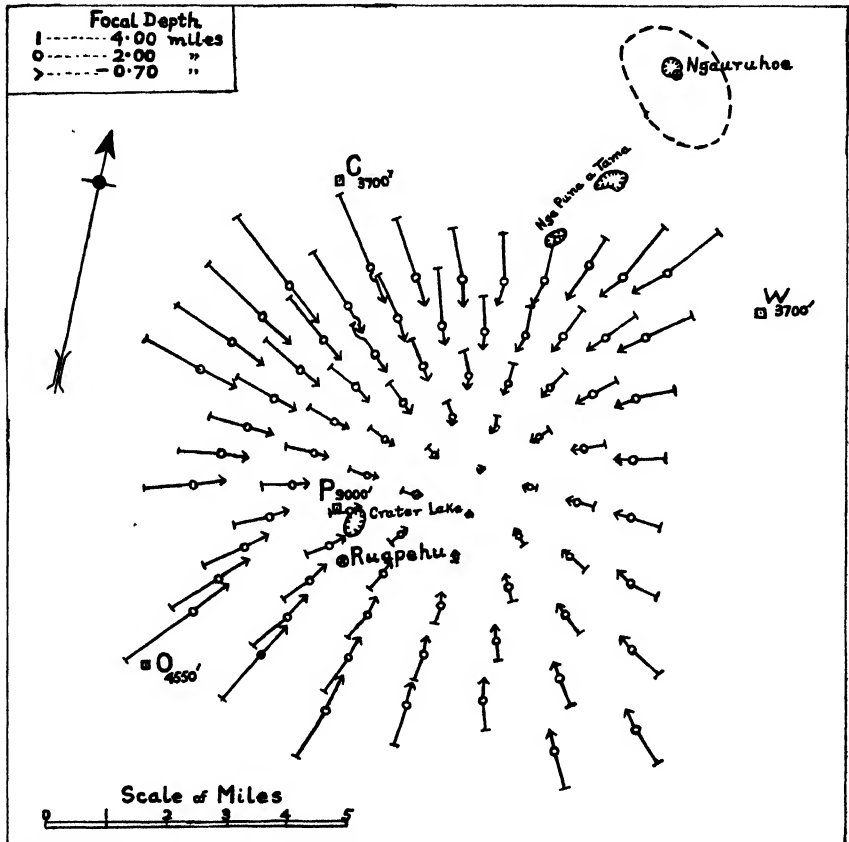 Focal Depth
I ------- 4·00 miles
O ------ 2·00 "
> ------ 0·70 "
Ngauruhoe
Nga Puna a Tama
C 3700'
W 3700'
P 9000'
Crater Lake
Ruapehu
O 4550'
Scale of Miles
0 1 2 3 4 5